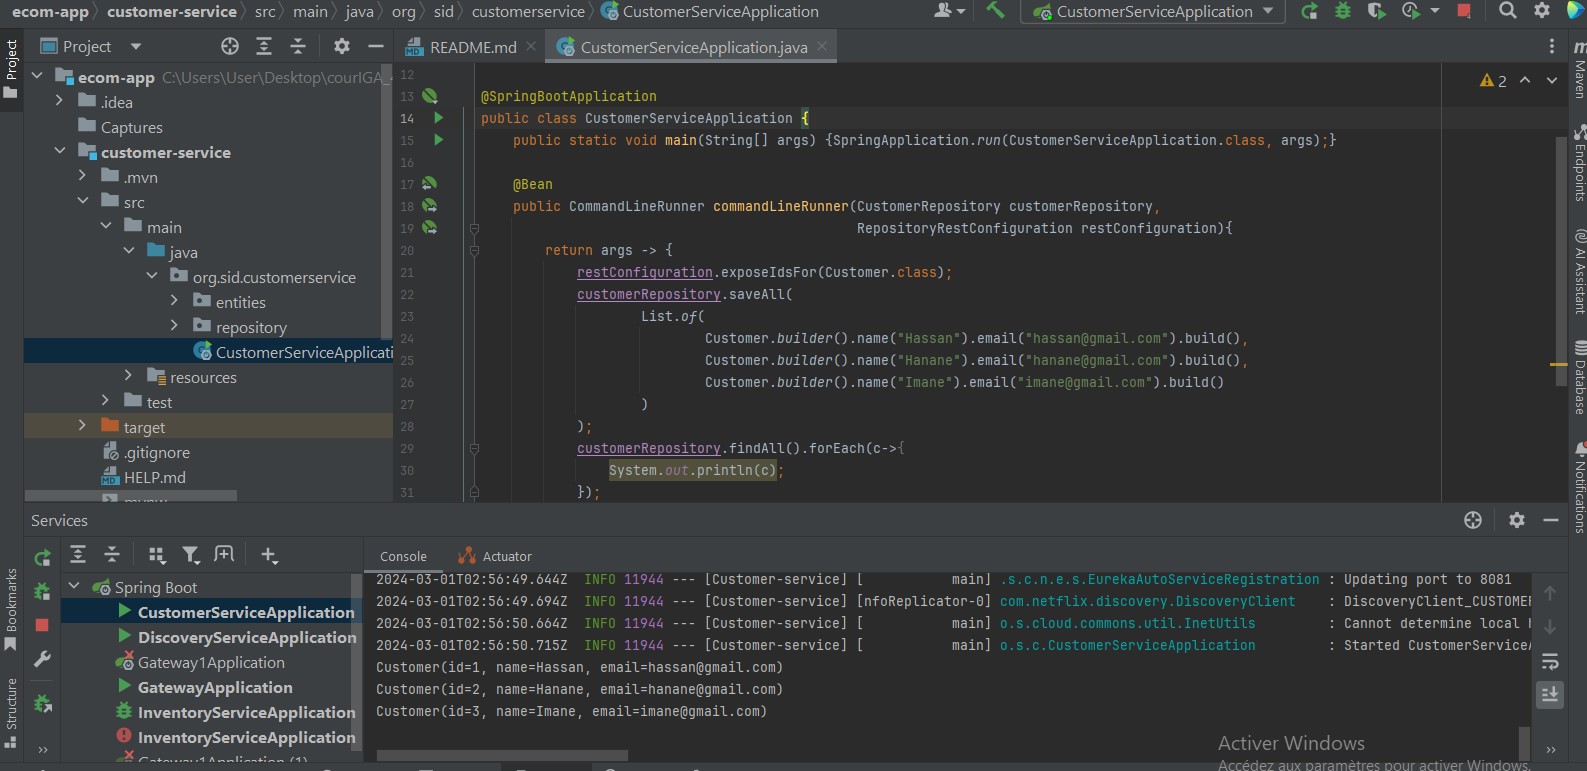 ecom-app > customer-service > src > main > java > org > sid > customerservice > CustomerServiceApplication
CustomerServiceApplication
Project
README.md
CustomerServiceApplication.java
Project
ecom-app C:\Users\User\Desktop\courIGA_
.idea
Captures
customer-service
.mvn
src
main
java
org.sid.customerservice
entities
repository
CustomerServiceApplicati
resources
test
target
.gitignore
HELP.md
2
12
13 @SpringBootApplication
14 public class CustomerServiceApplication {
15 public static void main(String[] args) {SpringApplication.run(CustomerServiceApplication.class, args);}
16
17 @Bean
18 public CommandLineRunner commandLineRunner(CustomerRepository customerRepository,
19 RepositoryRestConfiguration restConfiguration){
20 return args -> {
21 restConfiguration.exposeIdsFor(Customer.class);
22 customerRepository.saveAll(
23 List.of(
24 Customer.builder().name("Hassan").email("hassan@gmail.com").build(),
25 Customer.builder().name("Hanane").email("hanane@gmail.com").build(),
26 Customer.builder().name("Imane").email("imane@gmail.com").build()
27 )
28 );
29 customerRepository.findAll().forEach(c->{
30 System.out.println(c);
31 });
Maven
Endpoints
AI Assistant
Database
Notifications
Services
Bookmarks
Structure
Spring Boot
CustomerServiceApplication
DiscoveryServiceApplication
Gateway1Application
GatewayApplication
InventoryServiceApplication
InventoryServiceApplication
Gateway1Application (1)
Console
Actuator
2024-03-01T02:56:49.644Z INFO 11944 --- [Customer-service] [ main] .s.c.n.e.s.EurekaAutoServiceRegistration : Updating port to 8081
2024-03-01T02:56:49.694Z INFO 11944 --- [Customer-service] [nfoReplicator-0] com.netflix.discovery.DiscoveryClient : DiscoveryClient_CUSTOMER
2024-03-01T02:56:50.664Z INFO 11944 --- [Customer-service] [ main] o.s.cloud.commons.util.InetUtils : Cannot determine local h
2024-03-01T02:56:50.715Z INFO 11944 --- [Customer-service] [ main] o.s.c.CustomerServiceApplication : Started CustomerServiceA
Customer(id=1, name=Hassan, email=hassan@gmail.com)
Customer(id=2, name=Hanane, email=hanane@gmail.com)
Customer(id=3, name=Imane, email=imane@gmail.com)
Activer Windows
Accédez aux paramètres pour activer Windows.